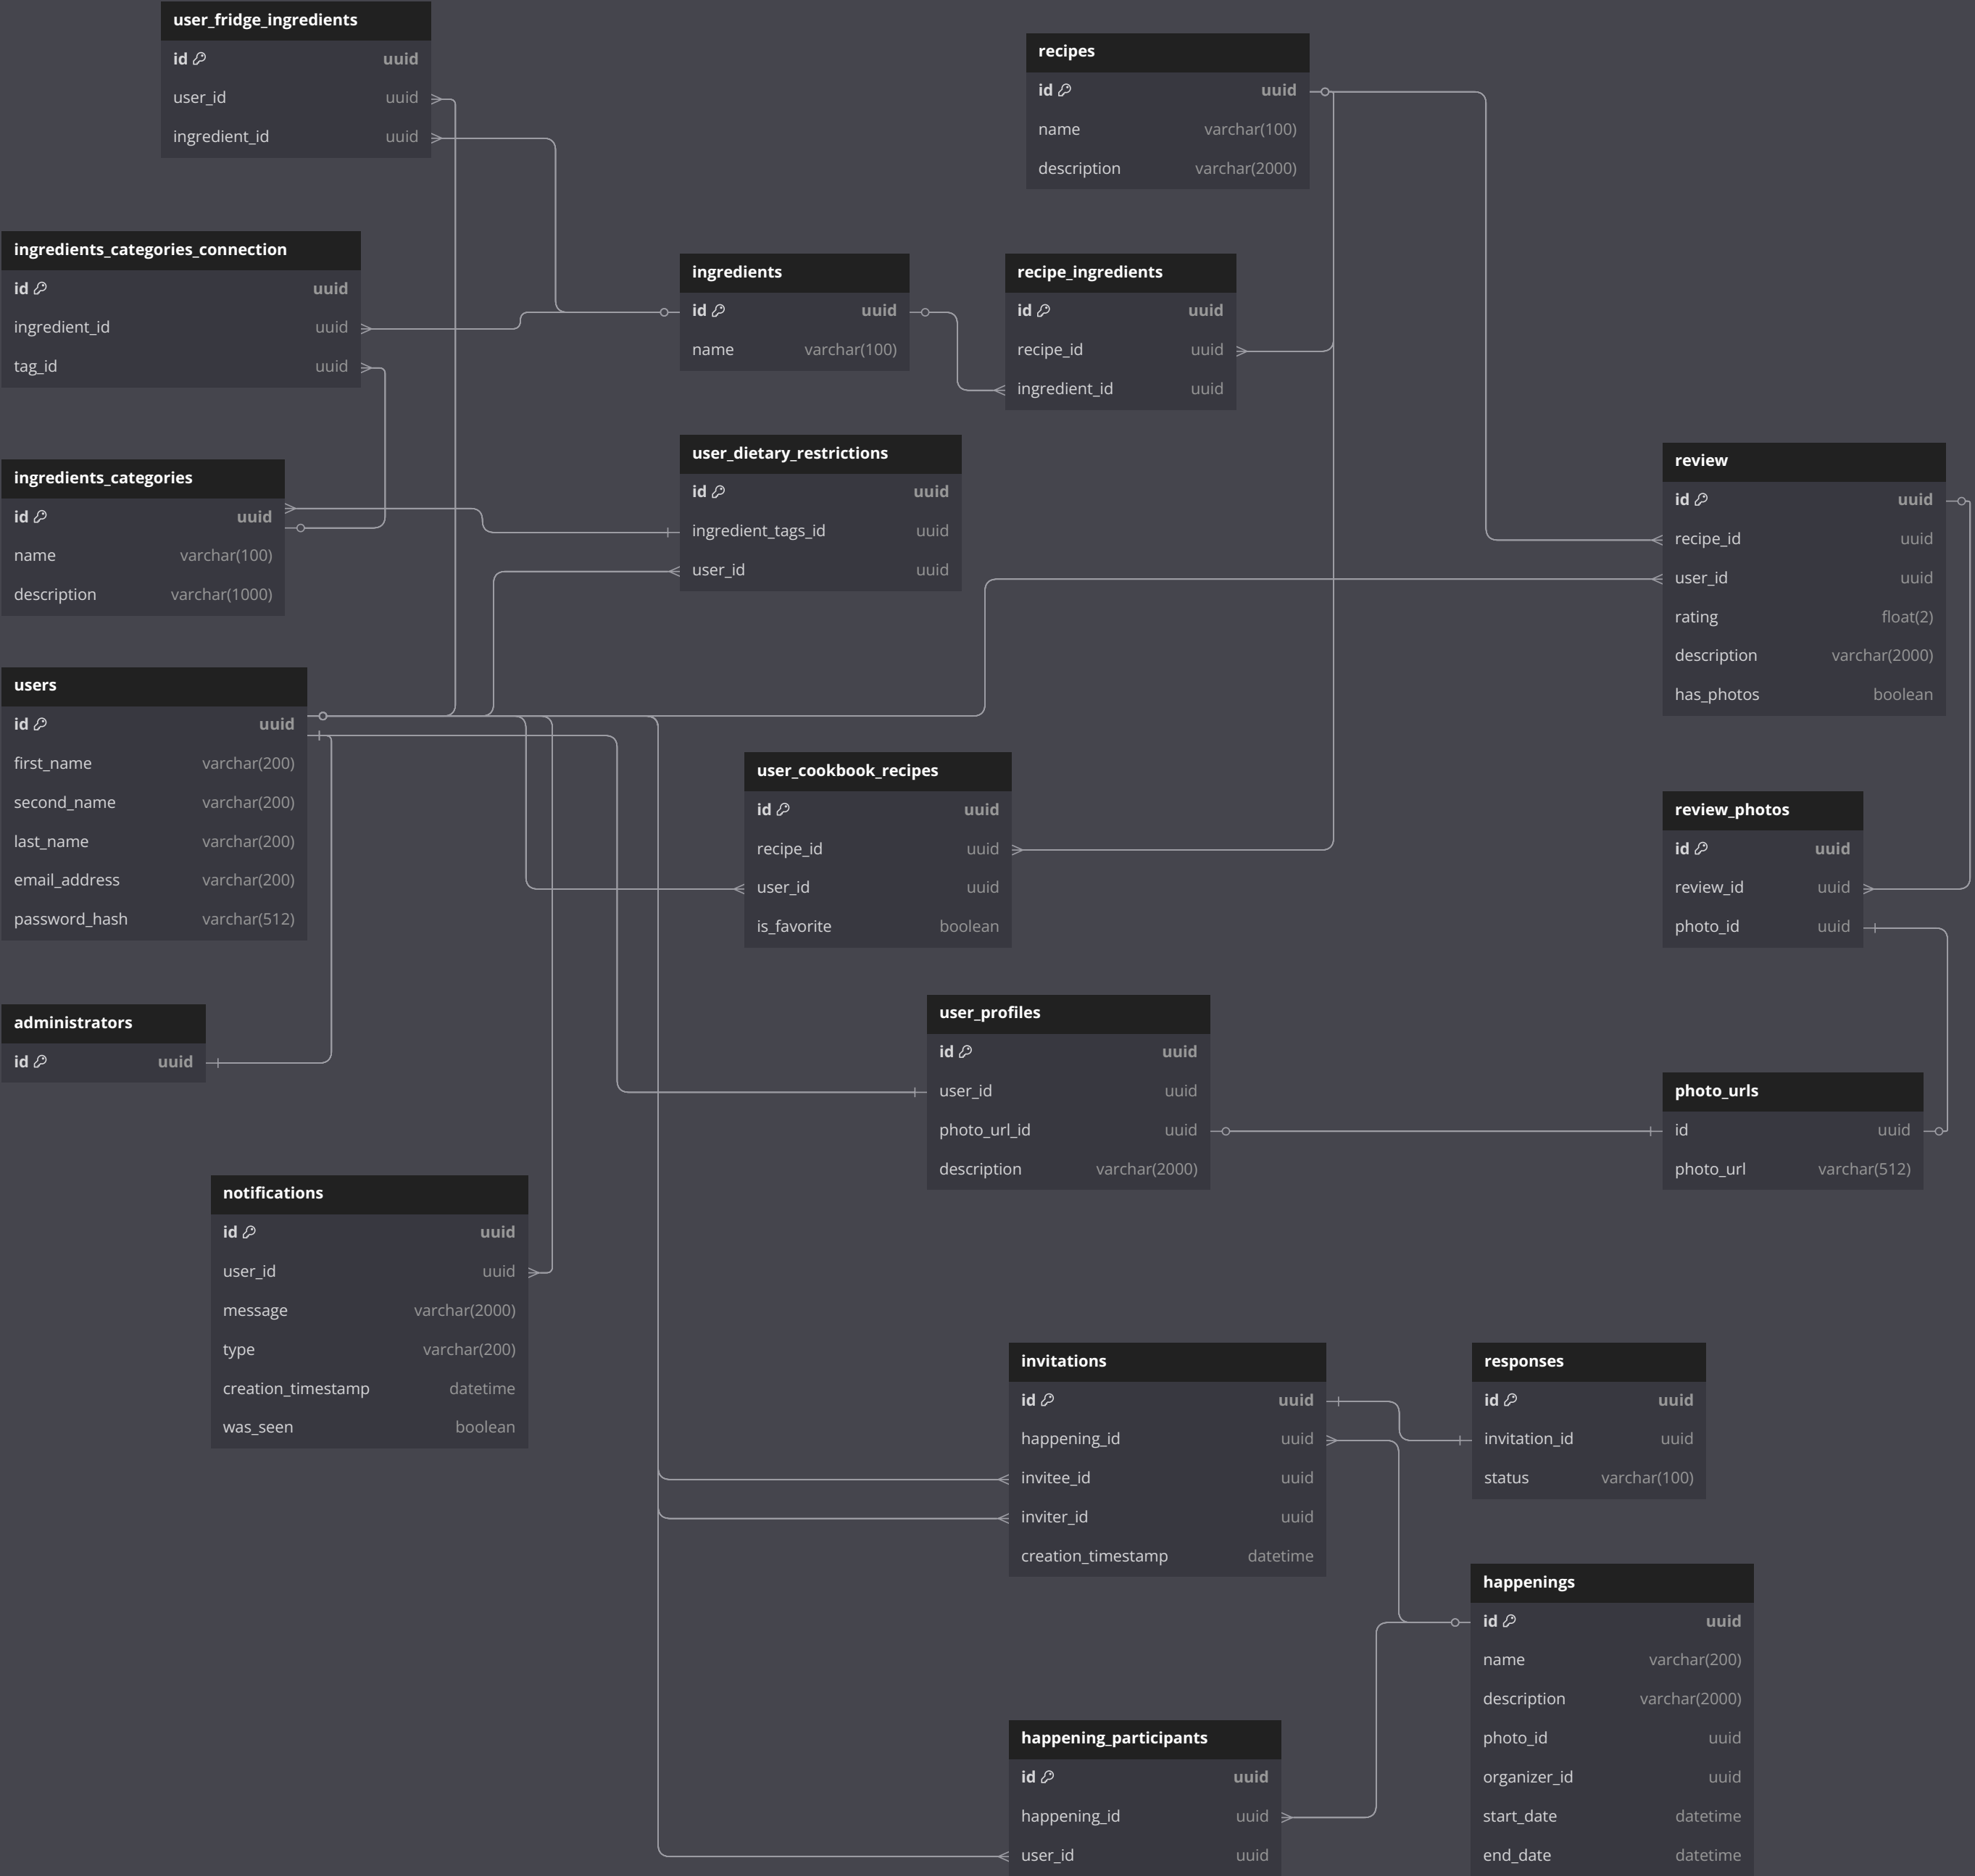 user_fridge_ingredients
id uuid
user_id uuid
ingredient_id uuid
recipes
id uuid
name varchar(100)
description varchar(2000)
ingredients_categories_connection
id uuid
ingredient_id uuid
tag_id uuid
ingredients
id uuid
name varchar(100)
recipe_ingredients
id uuid
recipe_id uuid
ingredient_id uuid
user_dietary_restrictions
id uuid
ingredient_tags_id uuid
user_id uuid
review
id uuid
recipe_id uuid
user_id uuid
rating float(2)
description varchar(2000)
has_photos boolean
ingredients_categories
id uuid
name varchar(100)
description varchar(1000)
users
id uuid
first_name varchar(200)
second_name varchar(200)
last_name varchar(200)
email_address varchar(200)
password_hash varchar(512)
user_cookbook_recipes
id uuid
recipe_id uuid
user_id uuid
is_favorite boolean
review_photos
id uuid
review_id uuid
photo_id uuid
administrators
id uuid
user_profiles
id uuid
user_id uuid
photo_url_id uuid
description varchar(2000)
photo_urls
id uuid
photo_url varchar(512)
notifications
id uuid
user_id uuid
message varchar(2000)
type varchar(200)
creation_timestamp datetime
was_seen boolean
invitations
id uuid
happening_id uuid
invitee_id uuid
inviter_id uuid
creation_timestamp datetime
responses
id uuid
invitation_id uuid
status varchar(100)
happenings
id uuid
name varchar(200)
description varchar(2000)
photo_id uuid
organizer_id uuid
start_date datetime
end_date datetime
happening_participants
id uuid
happening_id uuid
user_id uuid